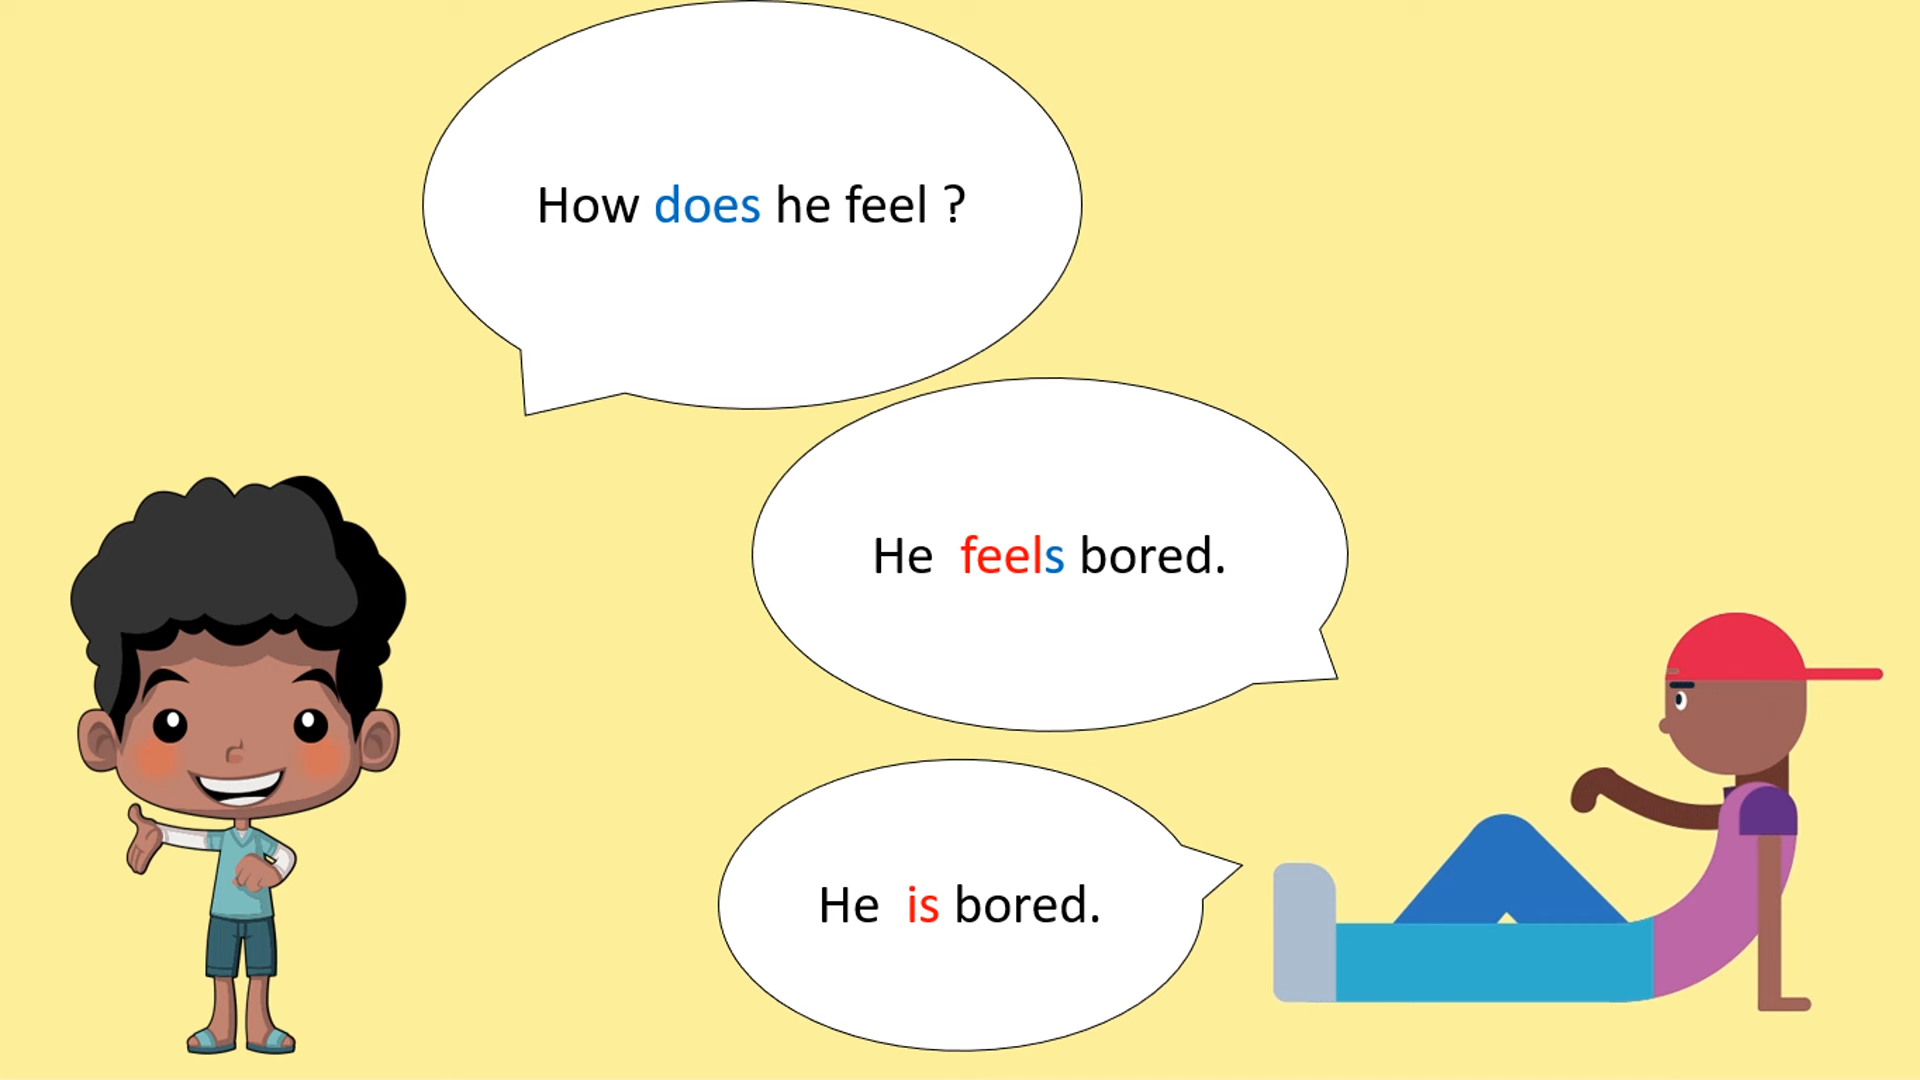 How does he feel ?
He feels bored.
He is bored.